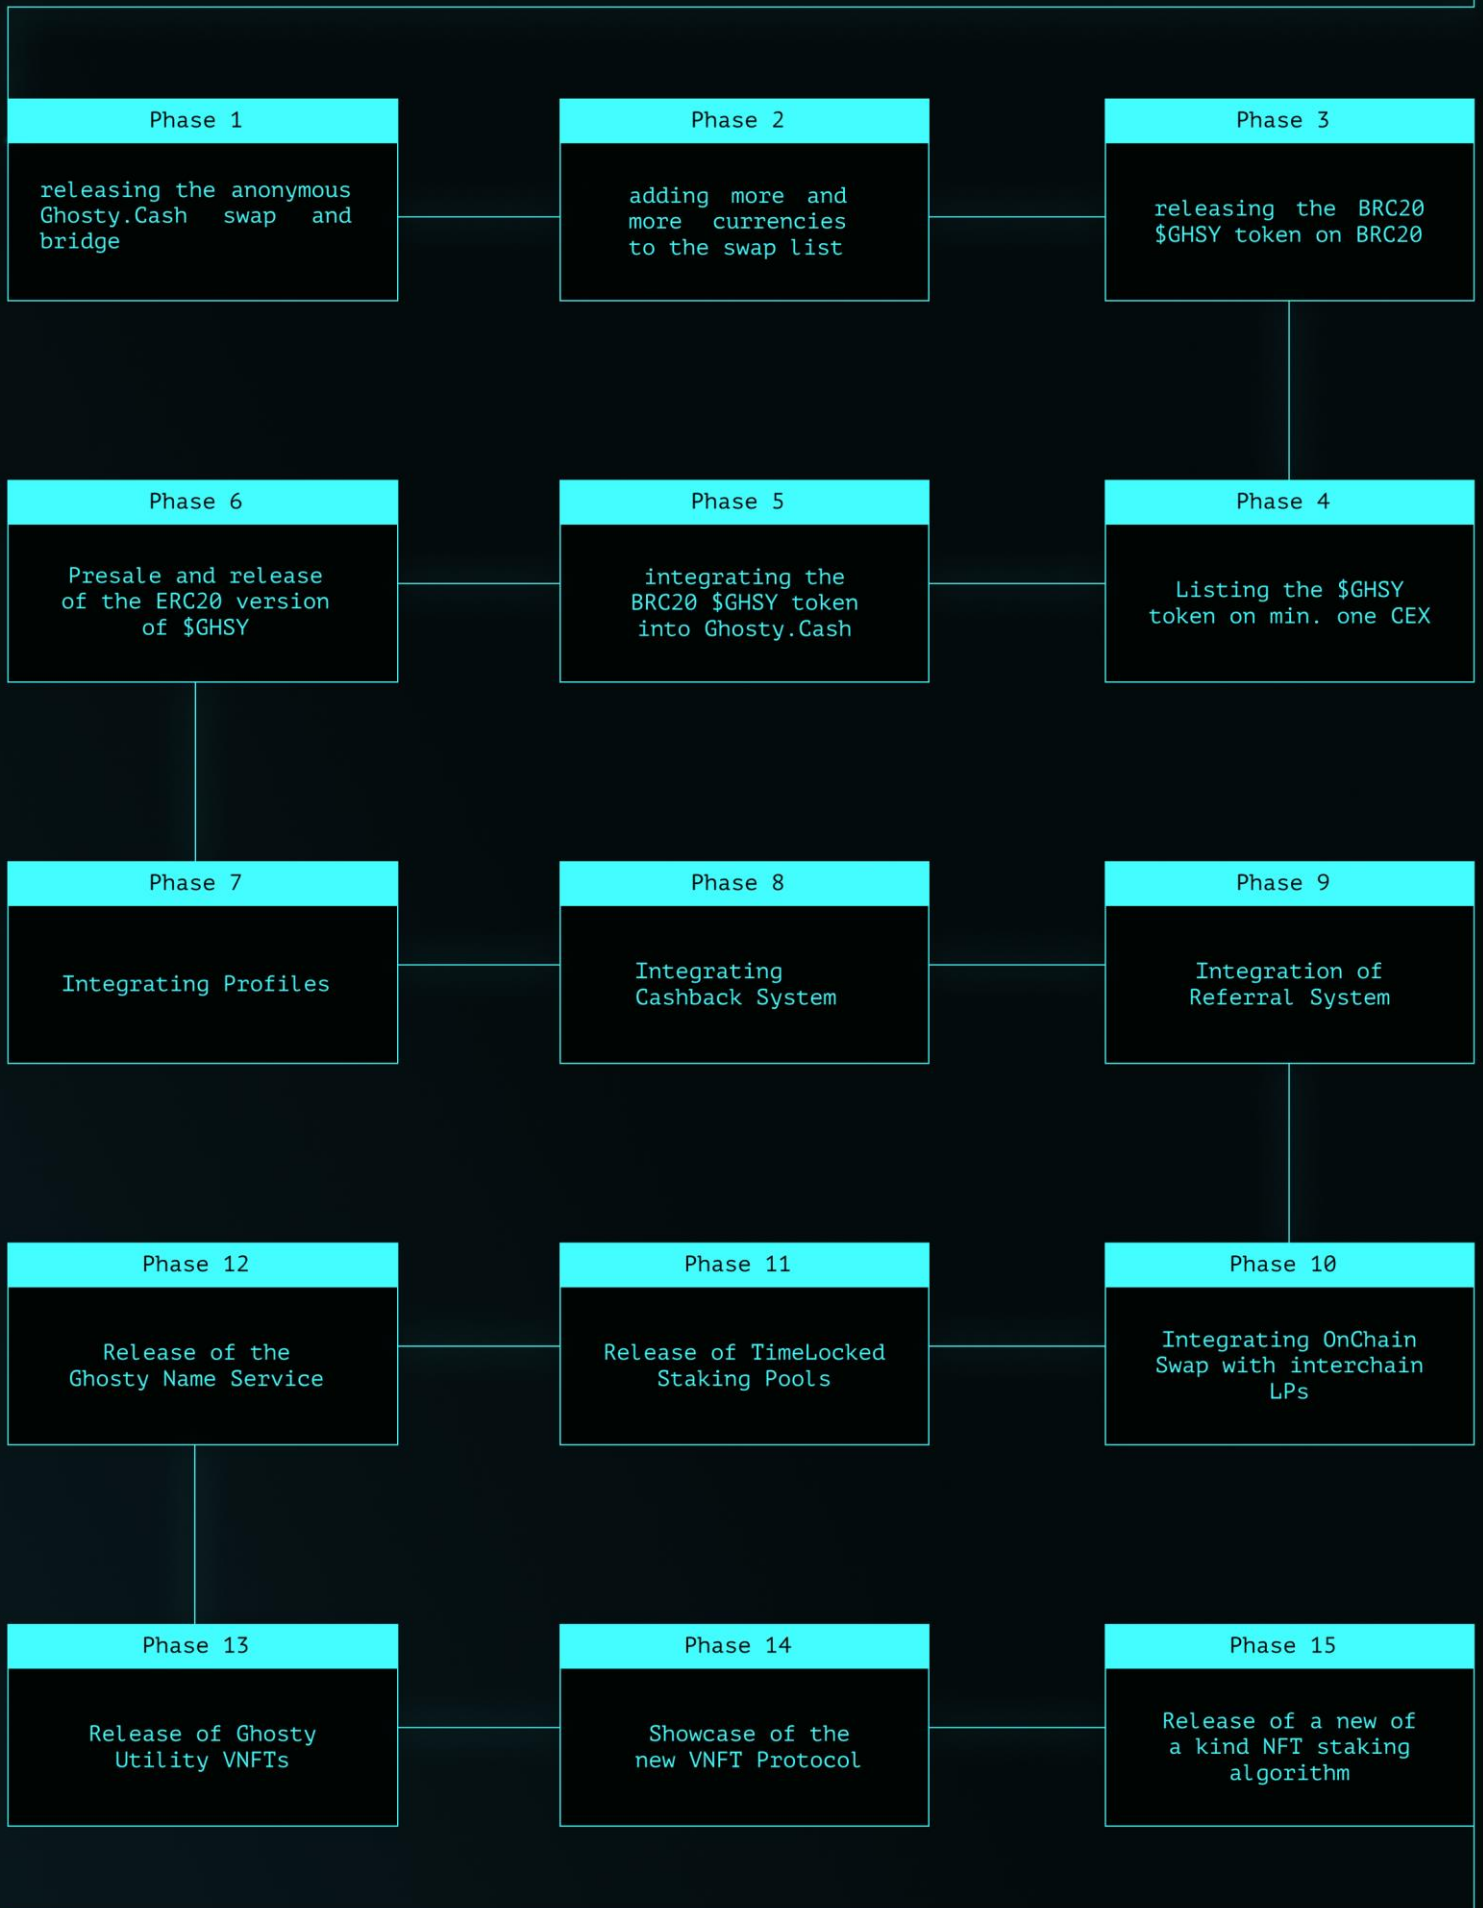 Phase 1
releasing the anonymous
Ghosty.Cash swap and
bridge
Phase 2
adding more and
more currencies
to the swap list
Phase 3
releasing the BRC20
$GHSY token on BRC20
Phase 6
Presale and release
of the ERC20 version
of $GHSY
Phase 5
integrating the
BRC20 $GHSY token
into Ghosty.Cash
Phase 4
Listing the $GHSY
token on min. one CEX
Phase 7
Integrating Profiles
Phase 8
Integrating
Cashback System
Phase 9
Integration of
Referral System
Phase 12
Release of the
Ghosty Name Service
Phase 11
Release of TimeLocked
Staking Pools
Phase 10
Integrating OnChain
Swap with interchain
LPs
Phase 13
Release of Ghosty
Utility VNFTs
Phase 14
Showcase of the
new VNFT Protocol
Phase 15
Release of a new of
a kind NFT staking
algorithm